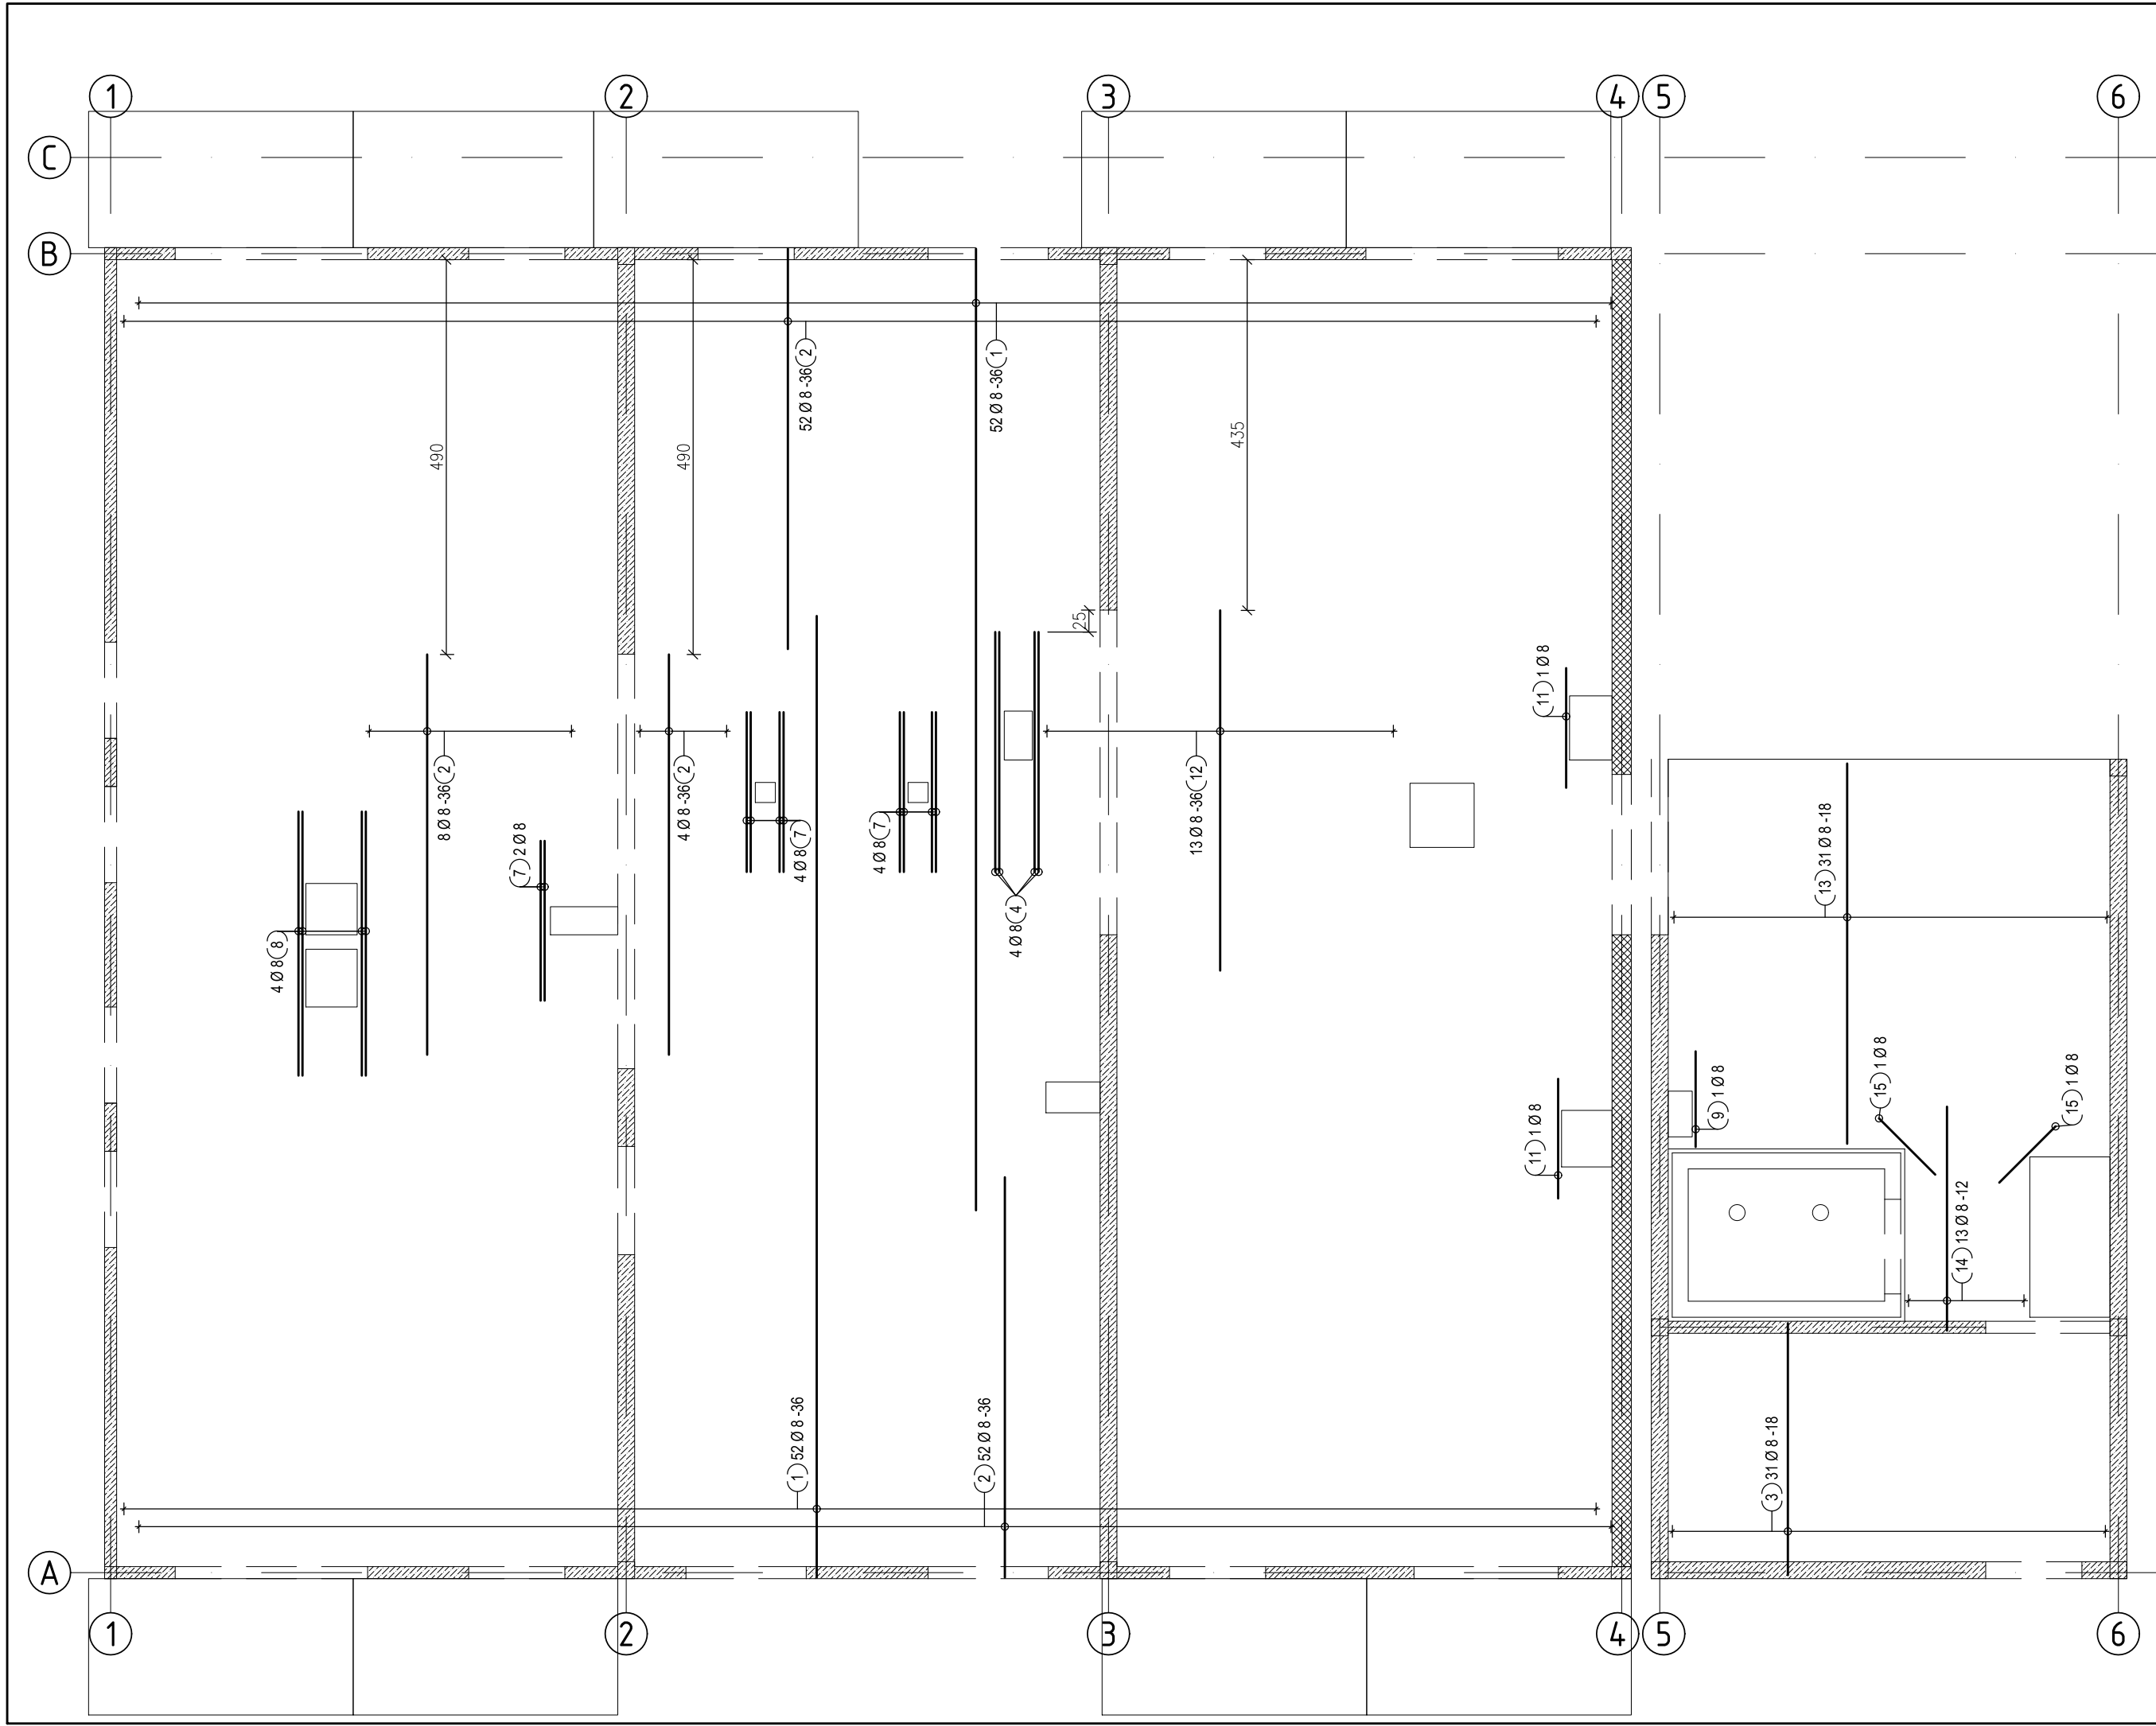 1
2
3
4
5
6
C
B
490
490
52 Ø 8 -36 2
52 Ø 8 -36 1
435
25
11 1 Ø 8
8 Ø 8 -36 2
4 Ø 8 -36 2
13 Ø 8 -36 12
4 Ø 8 7
4 Ø 8 7
7 2 Ø 8
13 31 Ø 8 -18
4 Ø 8 8
4 Ø 8 4
11 1 Ø 8
9 1 Ø 8
15 1 Ø 8
15 1 Ø 8
14 13 Ø 8 -12
1 52 Ø 8 -36
2 52 Ø 8 -36
3 31 Ø 8 -18
A
1
2
3
4
5
6